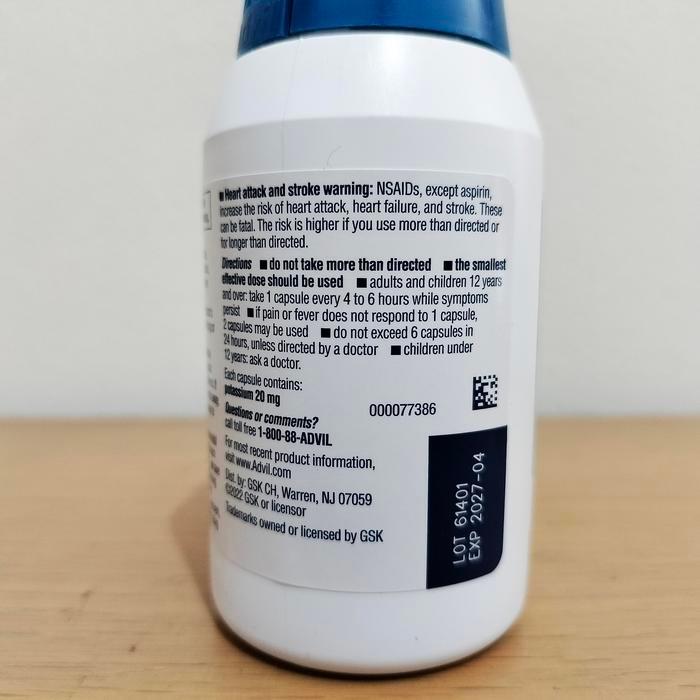 ■ Heart attack and stroke warning: NSAIDs, except aspirin,
increase the risk of heart attack, heart failure, and stroke. These
can be fatal. The risk is higher if you use more than directed or
for longer than directed.
Directions ■ do not take more than directed ■ the smallest
effective dose should be used ■ adults and children 12 years
and over: take 1 capsule every 4 to 6 hours while symptoms
persist ■ if pain or fever does not respond to 1 capsule,
2 capsules may be used ■ do not exceed 6 capsules in
24 hours, unless directed by a doctor ■ children under
12 years: ask a doctor.
Each capsule contains:
potassium 20 mg
Questions or comments?
call toll free 1-800-88-ADVIL
For most recent product information,
visit www.Advil.com
Dist. by: GSK CH, Warren, NJ 07059
©2022 GSK or licensor
Trademarks owned or licensed by GSK
000077386
LOT 61401
EXP 2027-04